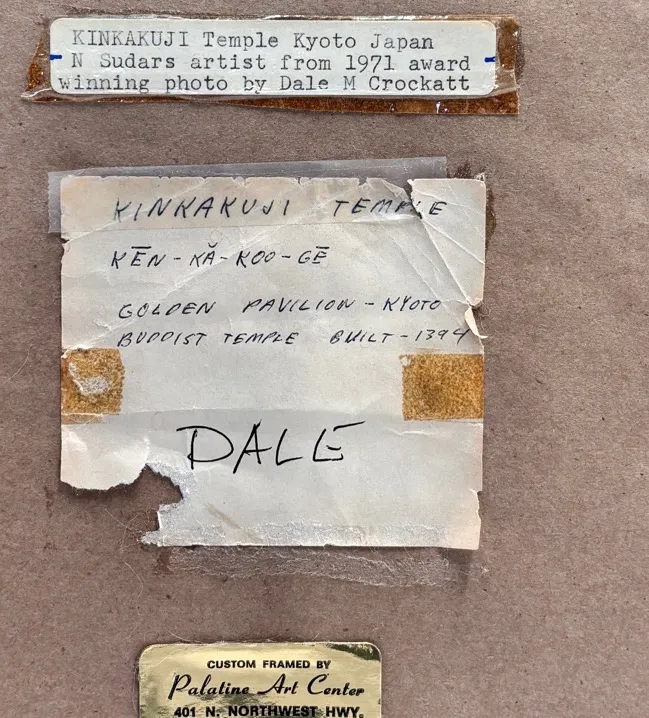 KINKAKUJI Temple Kyoto Japan
N Sudars artist from 1971 award
winning photo by Dale M Crockatt
KINKAKUJI TEMPLE
KĒN-KĂ-KOO-GĒ
GOLDEN PAVILION - KYOTO
BUDDIST TEMPLE BUILT-1394
DALE
CUSTOM FRAMED BY
Palatine Art Center
401 N. NORTHWEST HWY.